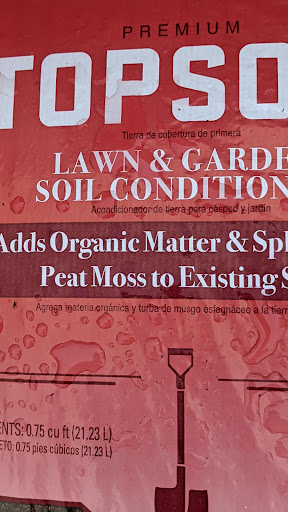 PREMIUM
TOPSO
Tierra de cobertura de primera
LAWN & GARDE
SOIL CONDITION
Acondicionador de tierra para césped y jardín
Adds Organic Matter & Sph
Peat Moss to Existing S
Agrega materia orgánica y turba de musgo esfagnáceo a la tierra
ENTS: 0.75 cu ft (21.23 L)
ETO: 0.75 pies cúbicos (21.23 L)